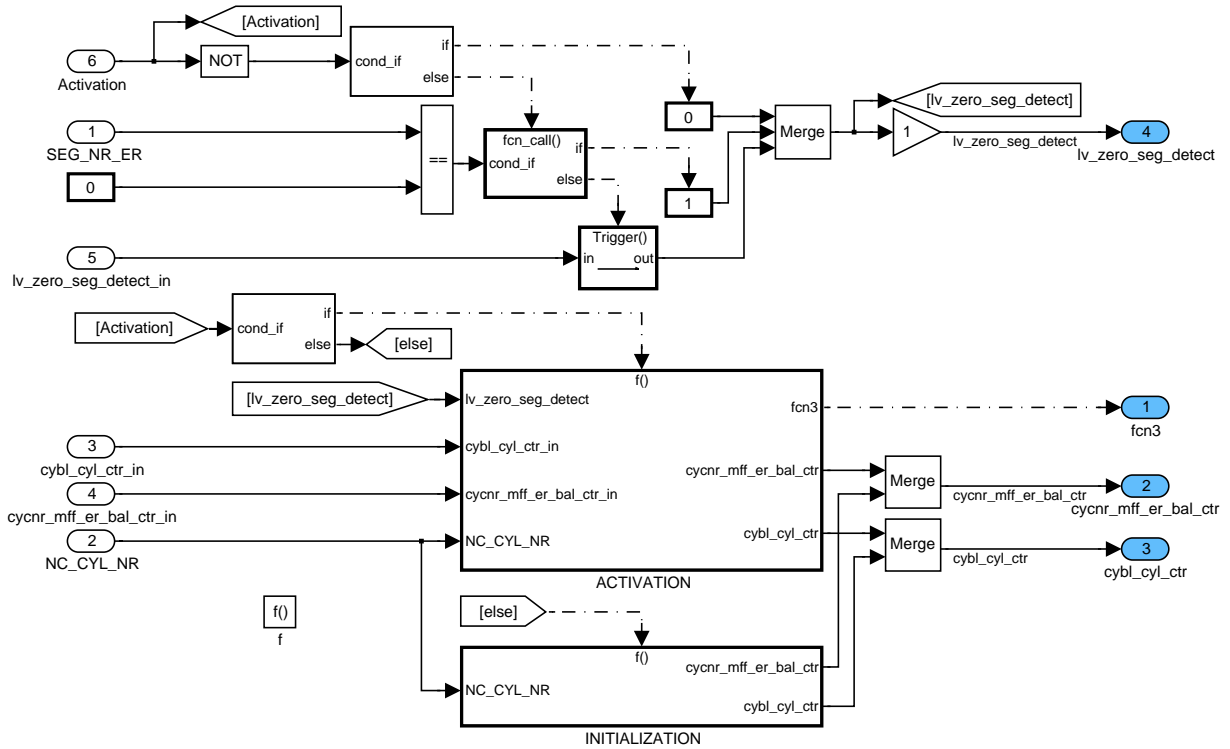 [Activation]
6
Activation
NOT
cond_if
if
else
1
SEG_NR_ER
0
==
fcn_call()
cond_if
if
else
0
1
Merge
[lv_zero_seg_detect]
1
lv_zero_seg_detect
4
lv_zero_seg_detect
5
lv_zero_seg_detect_in
Trigger()
in
out
[Activation]
cond_if
if
else
[else]
[lv_zero_seg_detect]
f()
lv_zero_seg_detect
fcn3
1
fcn3
3
cybl_cyl_ctr_in
cybl_cyl_ctr_in
4
cycnr_mff_er_bal_ctr_in
cycnr_mff_er_bal_ctr_in
cycnr_mff_er_bal_ctr
Merge
cycnr_mff_er_bal_ctr
2
cycnr_mff_er_bal_ctr
2
NC_CYL_NR
NC_CYL_NR
cybl_cyl_ctr
Merge
cybl_cyl_ctr
3
cybl_cyl_ctr
ACTIVATION
f()
f
[else]
f()
NC_CYL_NR
cycnr_mff_er_bal_ctr
cybl_cyl_ctr
INITIALIZATION